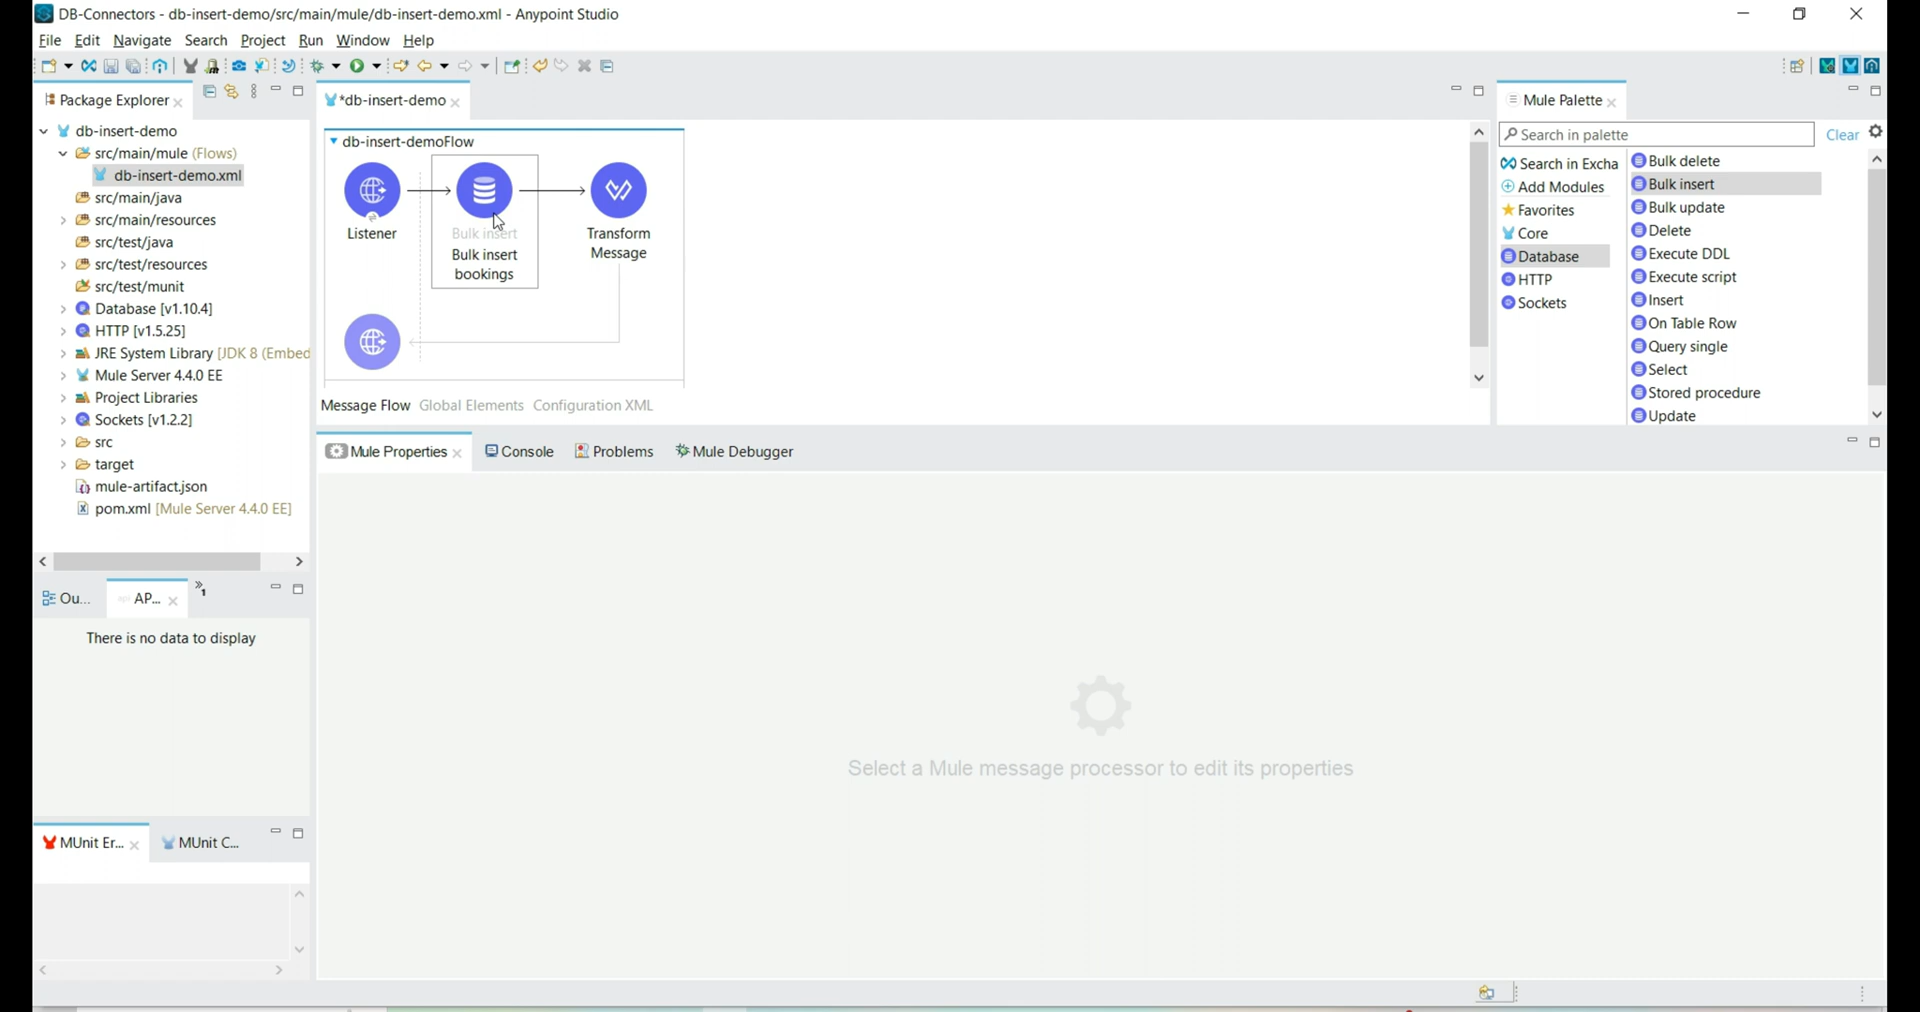 DB-Connectors - db-insert-demo/src/main/mule/db-insert-demo.xml - Anypoint Studio
File Edit Navigate Search Project Run Window Help
Package Explorer
db-insert-demo
src/main/mule (Flows)
db-insert-demo.xml
src/main/java
src/main/resources
src/test/java
src/test/resources
src/test/munit
Database [v1.10.4]
HTTP [v1.5.25]
JRE System Library [JDK 8 (Embed
Mule Server 4.4.0 EE
Project Libraries
Sockets [v1.2.2]
src
target
mule-artifact.json
pom.xml [Mule Server 4.4.0 EE]
Ou... AP... »1
There is no data to display
MUnit Er... MUnit C...
*db-insert-demo
db-insert-demoFlow
Listener
Bulk insert
Bulk insert
bookings
Transform
Message
Message Flow Global Elements Configuration XML
Mule Properties Console Problems Mule Debugger
Select a Mule message processor to edit its properties
Mule Palette
Search in palette Clear
Search in Excha
Add Modules
Favorites
Core
Database
HTTP
Sockets
Bulk delete
Bulk insert
Bulk update
Delete
Execute DDL
Execute script
Insert
On Table Row
Query single
Select
Stored procedure
Update